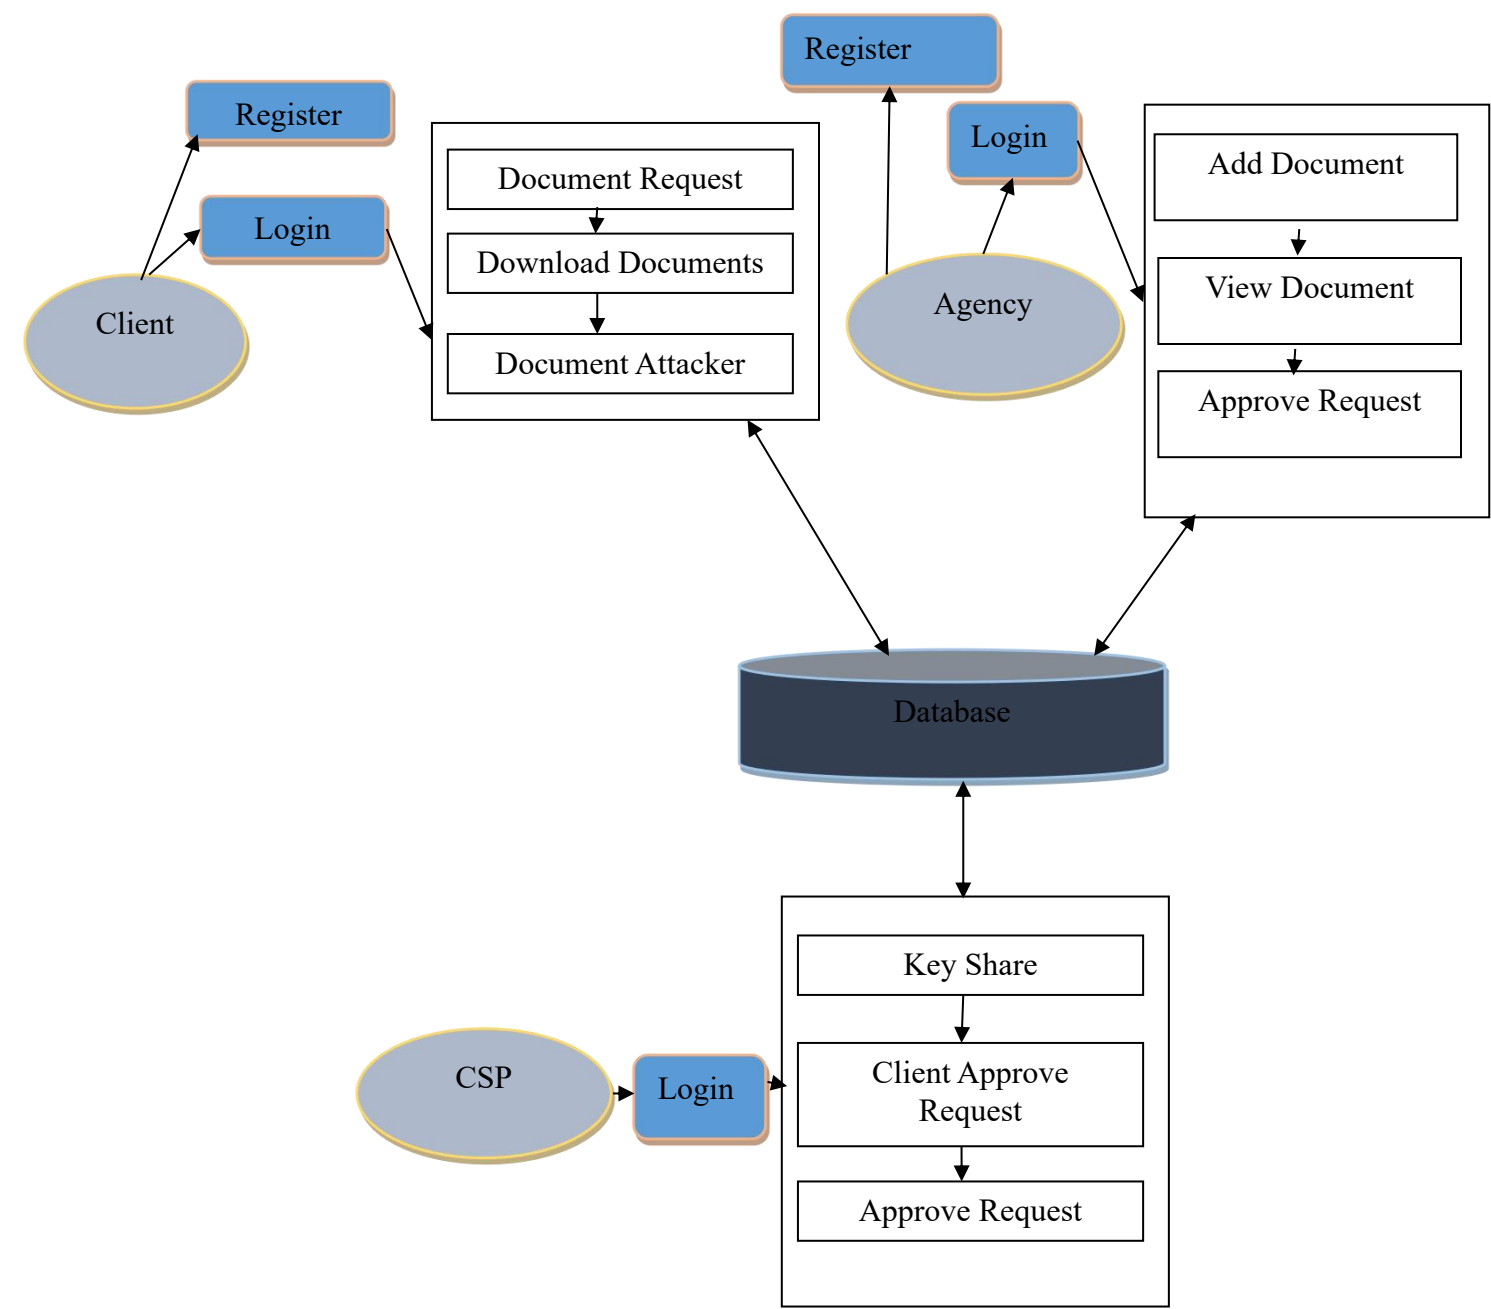 Register
Login
Client
Document Request
Download Documents
Document Attacker
Register
Login
Agency
Add Document
View Document
Approve Request
Database
CSP
Login
Key Share
Client Approve
Request
Approve Request